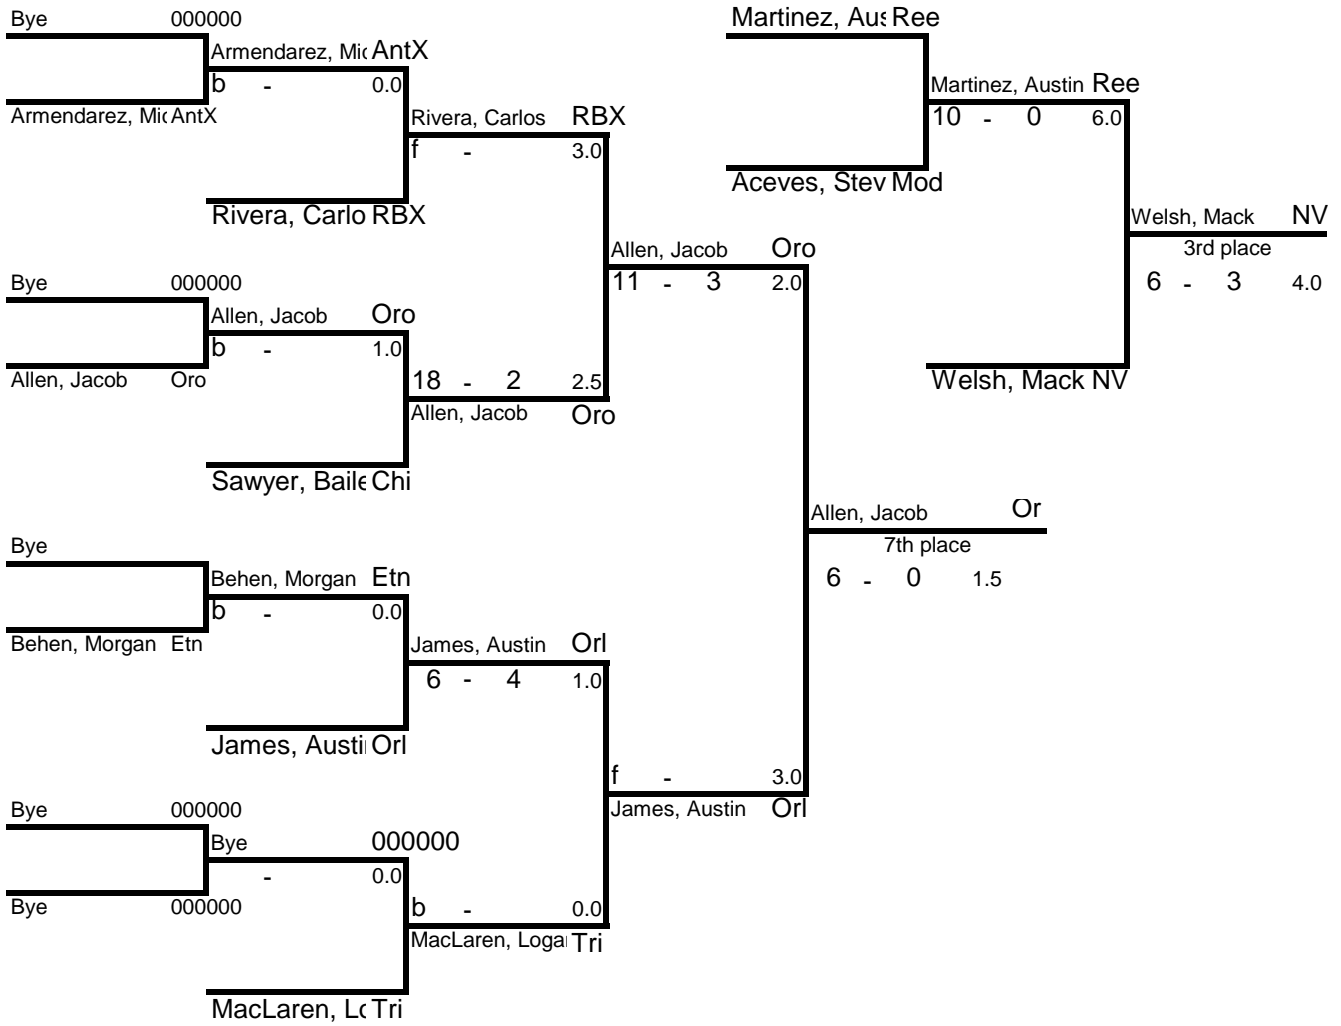 Bye 000000
Armendarez, Mic AntX
b - 0.0
Armendarez, Mic AntX
Rivera, Carlos RBX
f - 3.0
Rivera, Carlo RBX
Allen, Jacob Oro
11 - 3 2.0
Bye 000000
Allen, Jacob Oro
b - 1.0
Allen, Jacob Oro
18 - 2 2.5
Allen, Jacob Oro
Sawyer, Baile Chi
Allen, Jacob Or
7th place
6 - 0 1.5
Bye
Behen, Morgan Etn
b - 0.0
Behen, Morgan Etn
James, Austin Orl
6 - 4 1.0
James, Austi Orl
f - 3.0
James, Austin Orl
Bye 000000
Bye 000000
- 0.0
Bye 000000
b - 0.0
MacLaren, Loga Tri
MacLaren, Lo Tri
Martinez, Aus Ree
Martinez, Austin Ree
10 - 0 6.0
Aceves, Stev Mod
Welsh, Mack NV
3rd place
6 - 3 4.0
Welsh, Mack NV